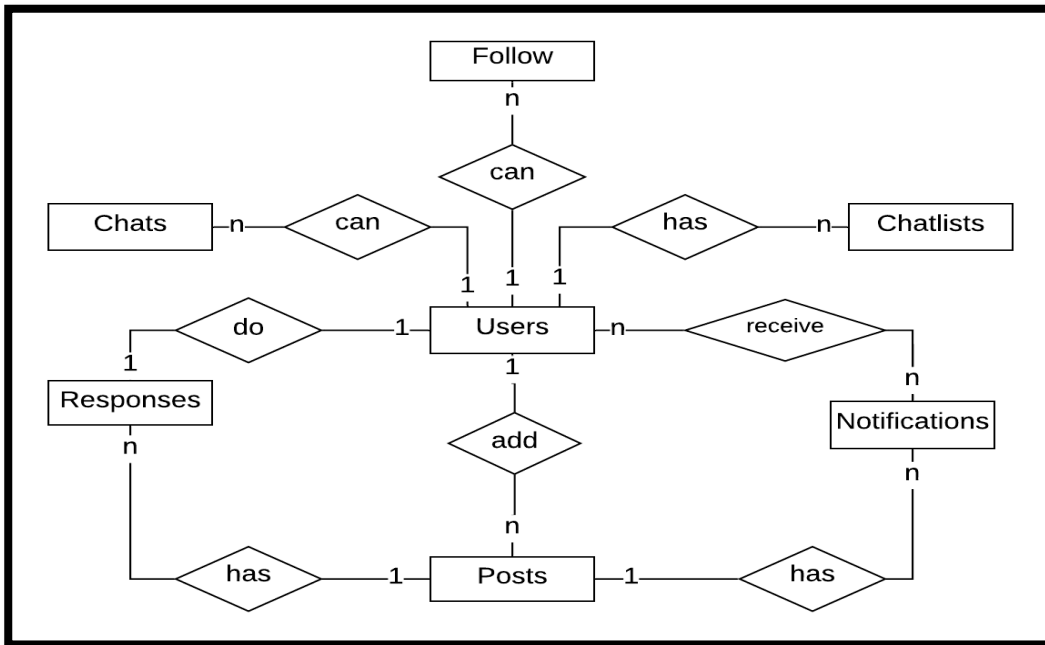 Follow
n
can
Chats
n
can
has
n
Chatlists
1
1
1
do
1
Users
n
receive
1
1
n
Responses
Notifications
n
add
n
n
has
1
Posts
1
has